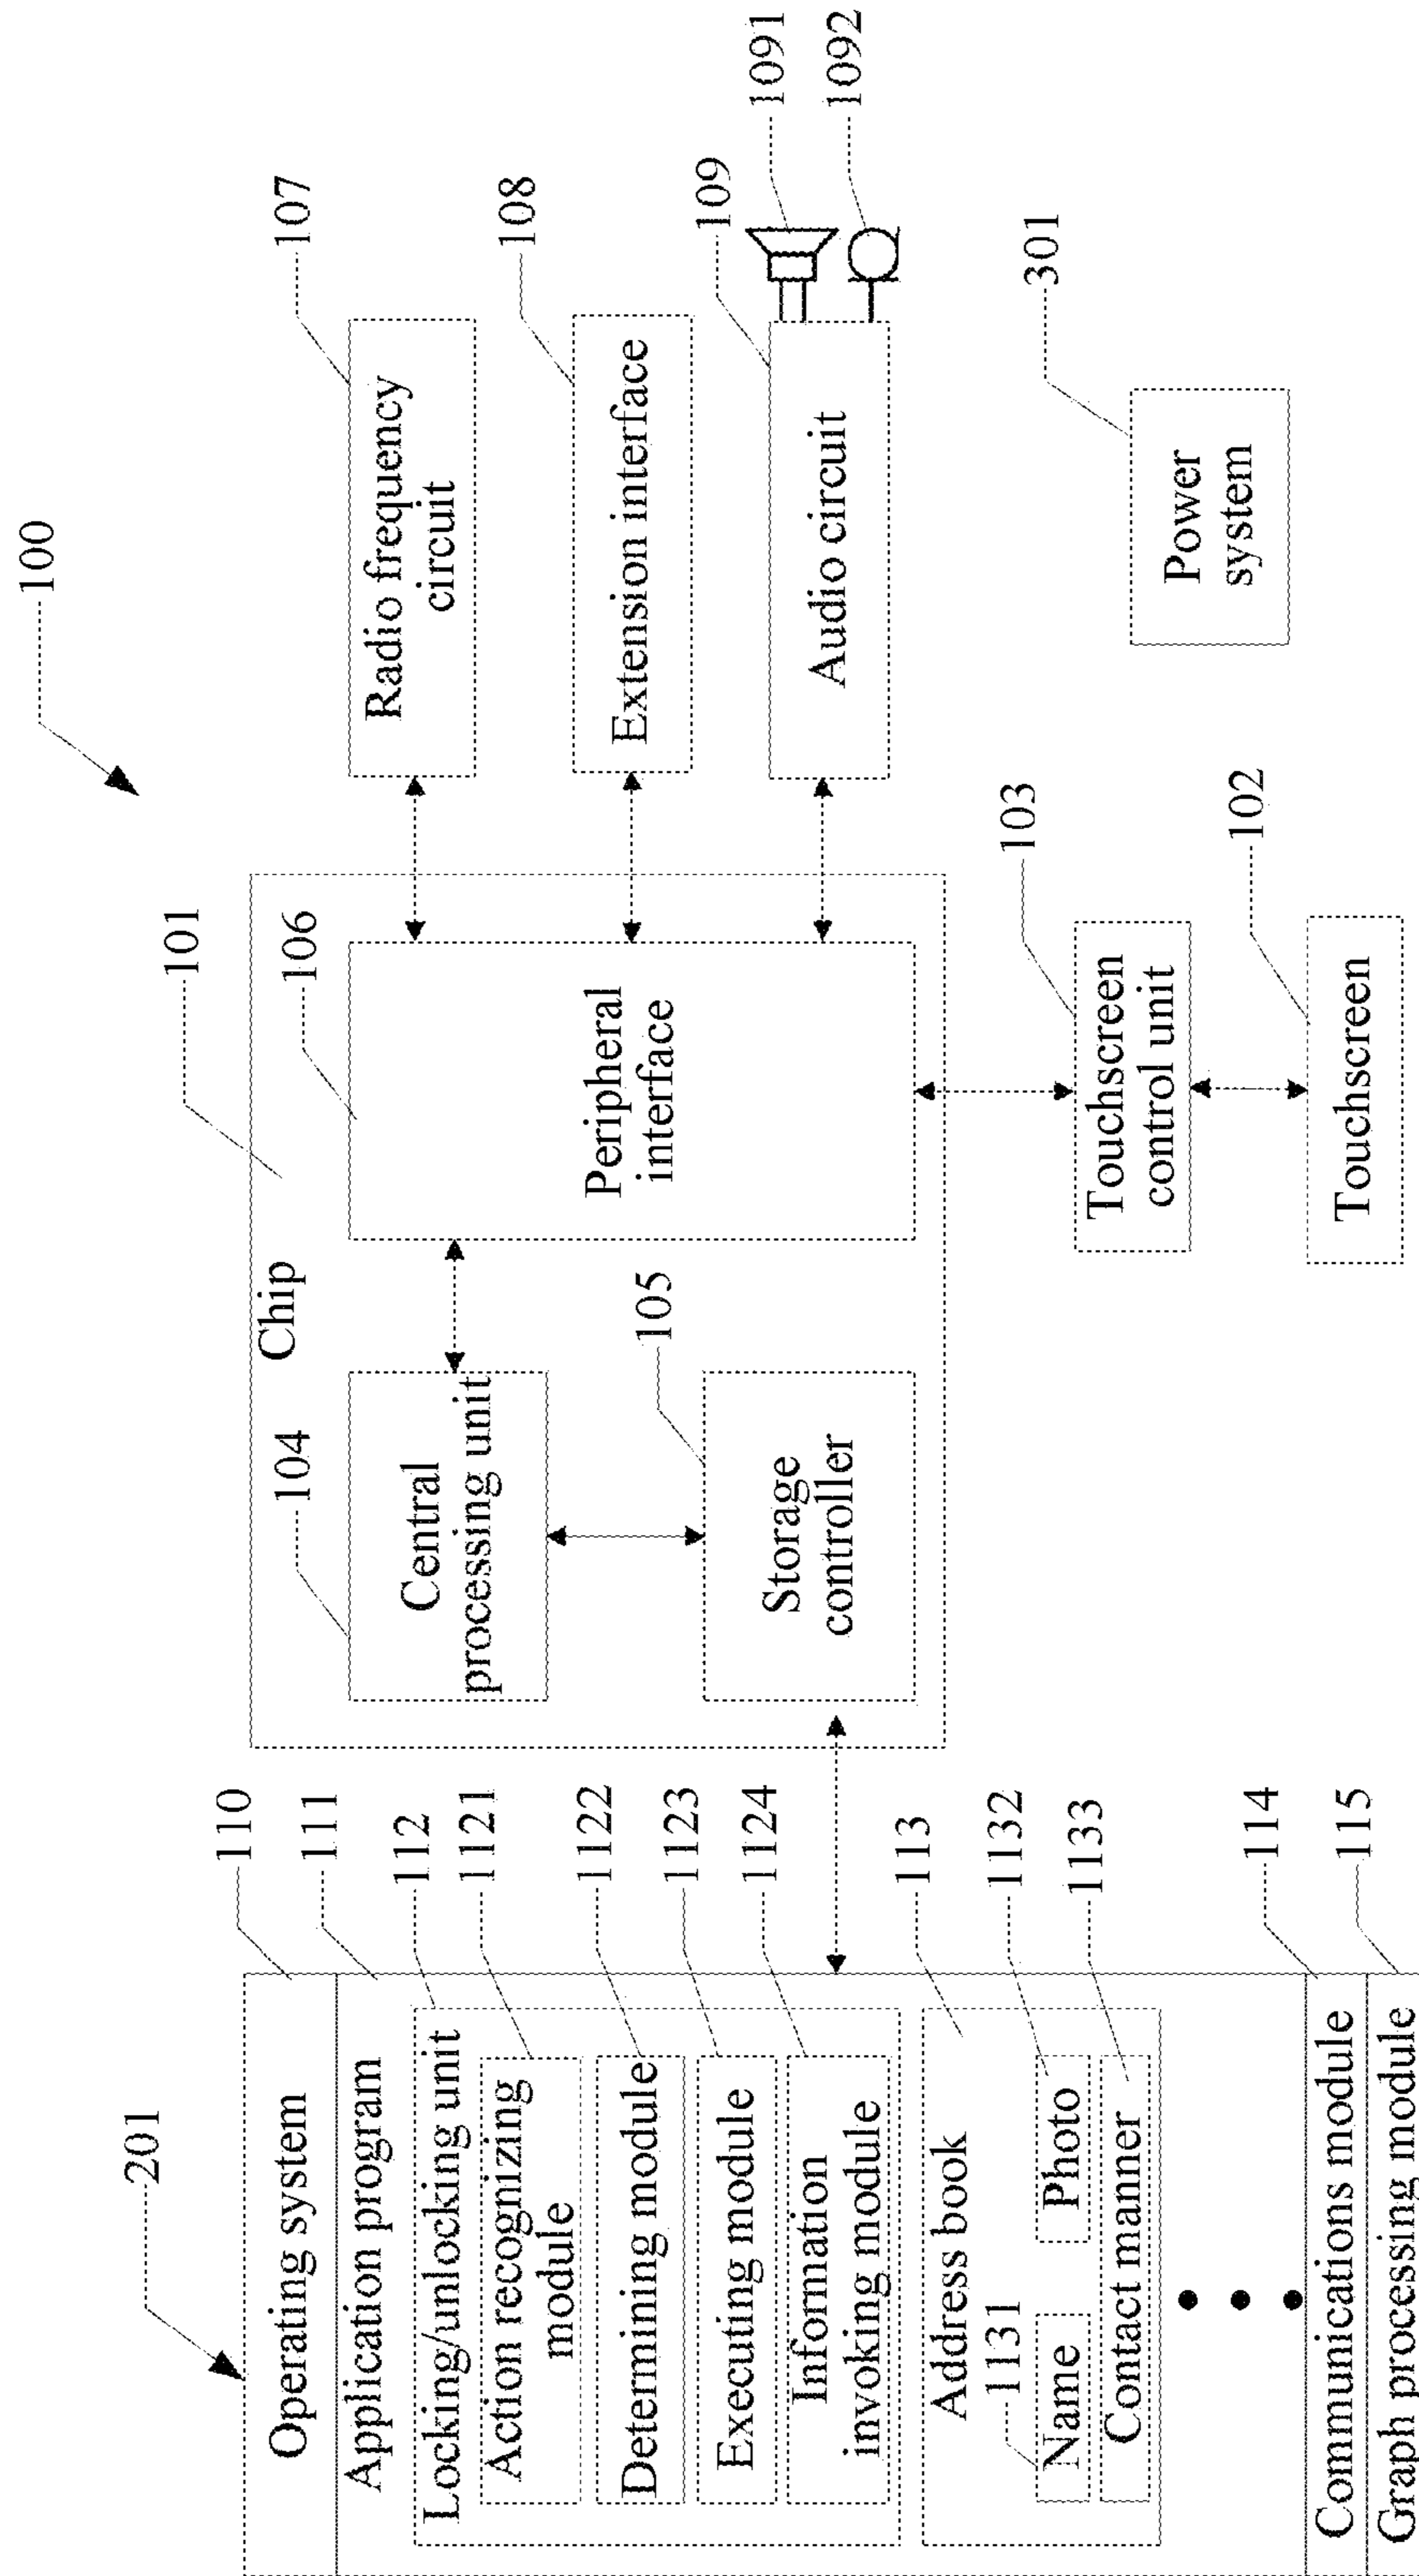 100
201
110
Operating system
111
Application program
112
Locking/unlocking unit
1121
Action recognizing
module
1122
Determining module
1123
Executing module
1124
Information
invoking module
113
Address book
1131
Name
1132
Photo
1133
Contact manner
114
Communications module
115
Graph processing module
101
Chip
104
Central
processing unit
105
Storage
controller
106
Peripheral
interface
107
Radio frequency
circuit
108
Extension interface
109
Audio circuit
1091
1092
103
Touchscreen
control unit
102
Touchscreen
301
Power
system